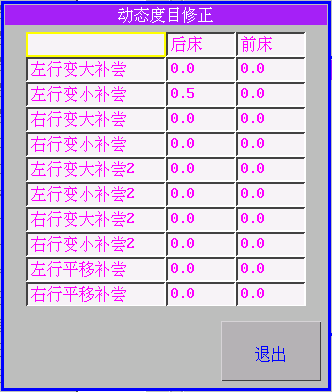 动态度目修正
后床 前床
左行变大补尝 0.0 0.0
左行变小补尝 0.5 0.0
右行变大补尝 0.0 0.0
右行变小补尝 0.0 0.0
左行变大补尝2 0.0 0.0
左行变小补尝2 0.0 0.0
右行变大补尝2 0.0 0.0
右行变小补尝2 0.0 0.0
左行平移补尝 0.0 0.0
右行平移补尝 0.0 0.0
退出